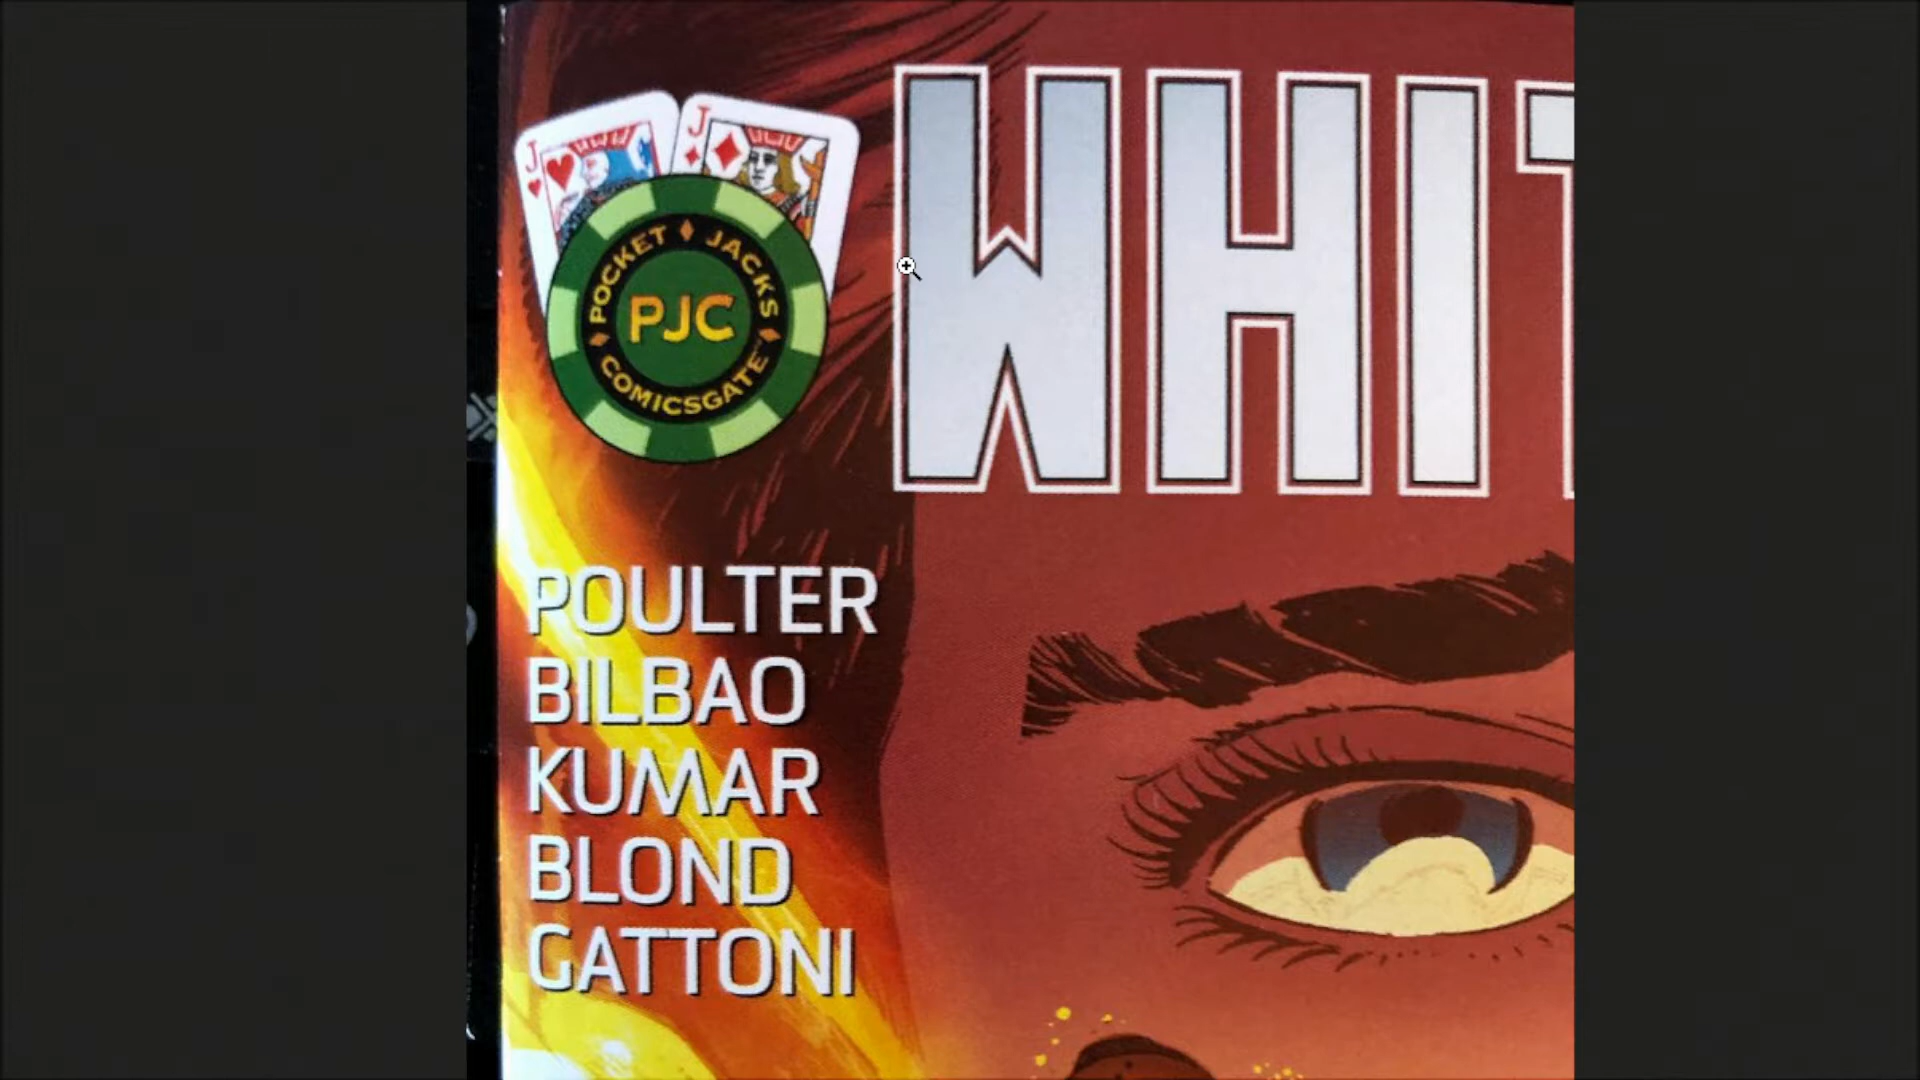 J
J
POCKET JACKS
PJC
COMICSGATE
WHIT
POULTER
BILBAO
KUMAR
BLOND
GATTONI